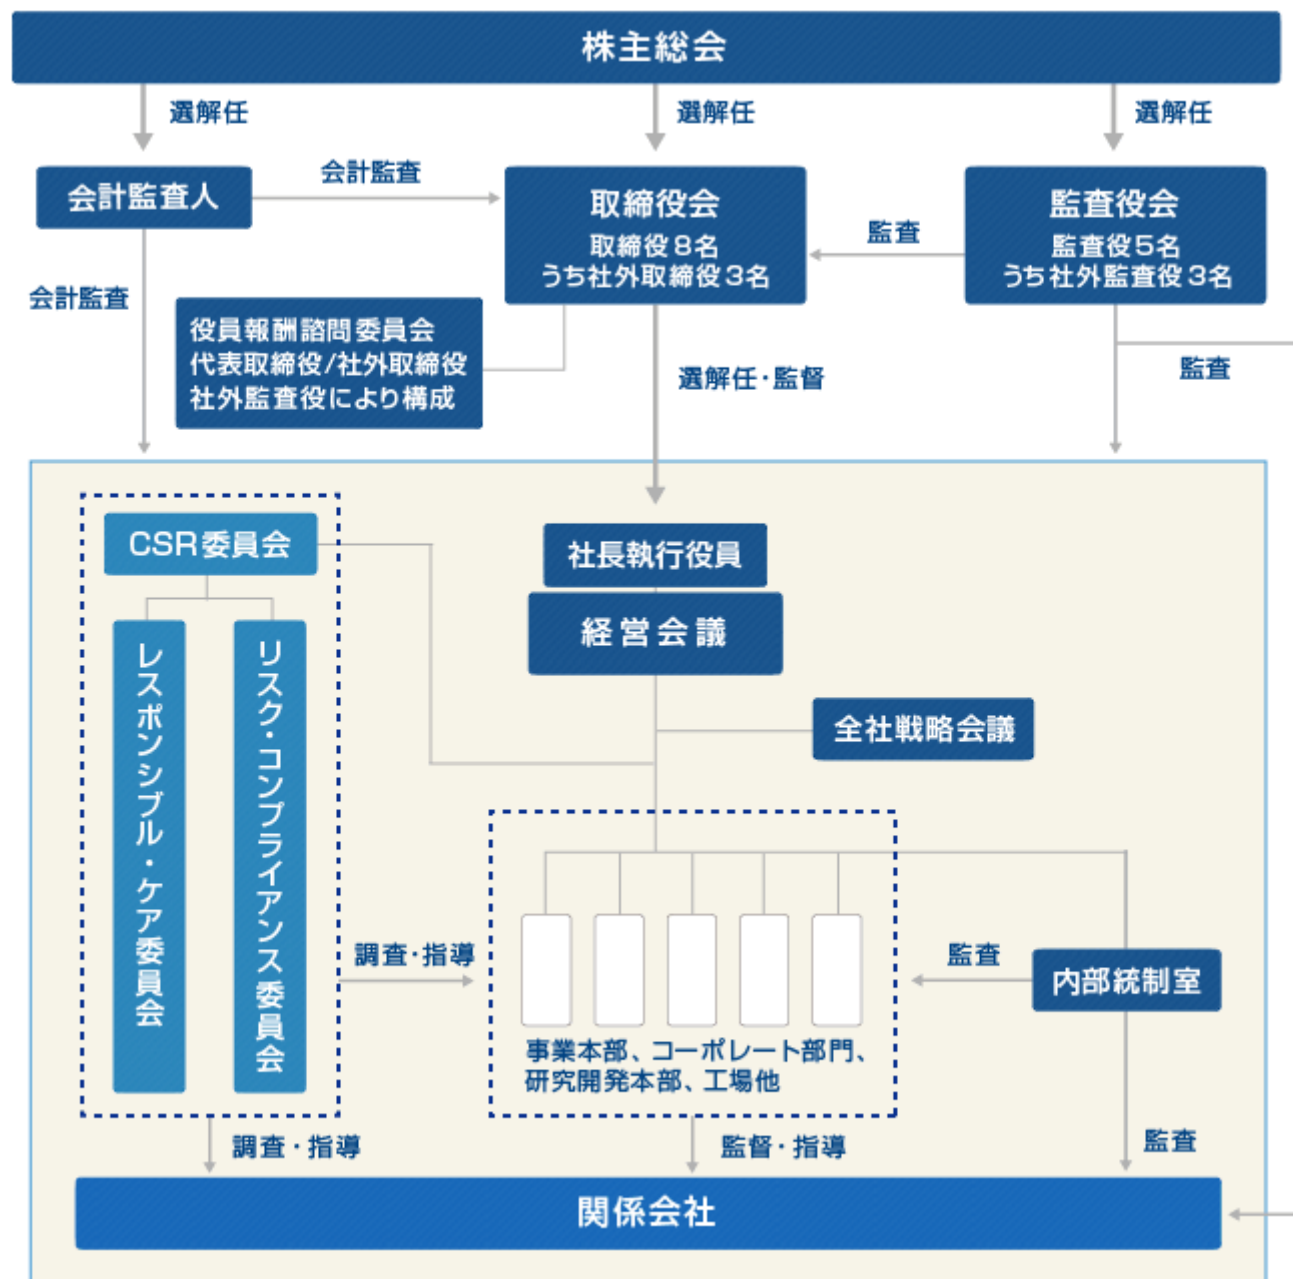 株主総会
選解任
選解任
選解任
会計監査人
会計監査
取締役会
取締役8名
うち社外取締役3名
監査
監査役会
監査役5名
うち社外監査役3名
会計監査
役員報酬諮問委員会
代表取締役/社外取締役
社外監査役により構成
選解任・監督
監査
CSR委員会
レスポンシブル・ケア委員会
リスク・コンプライアンス委員会
社長執行役員
経営会議
全社戦略会議
調査・指導
事業本部、コーポレート部門、
研究開発本部、工場他
監査
内部統制室
調査・指導
監督・指導
監査
関係会社